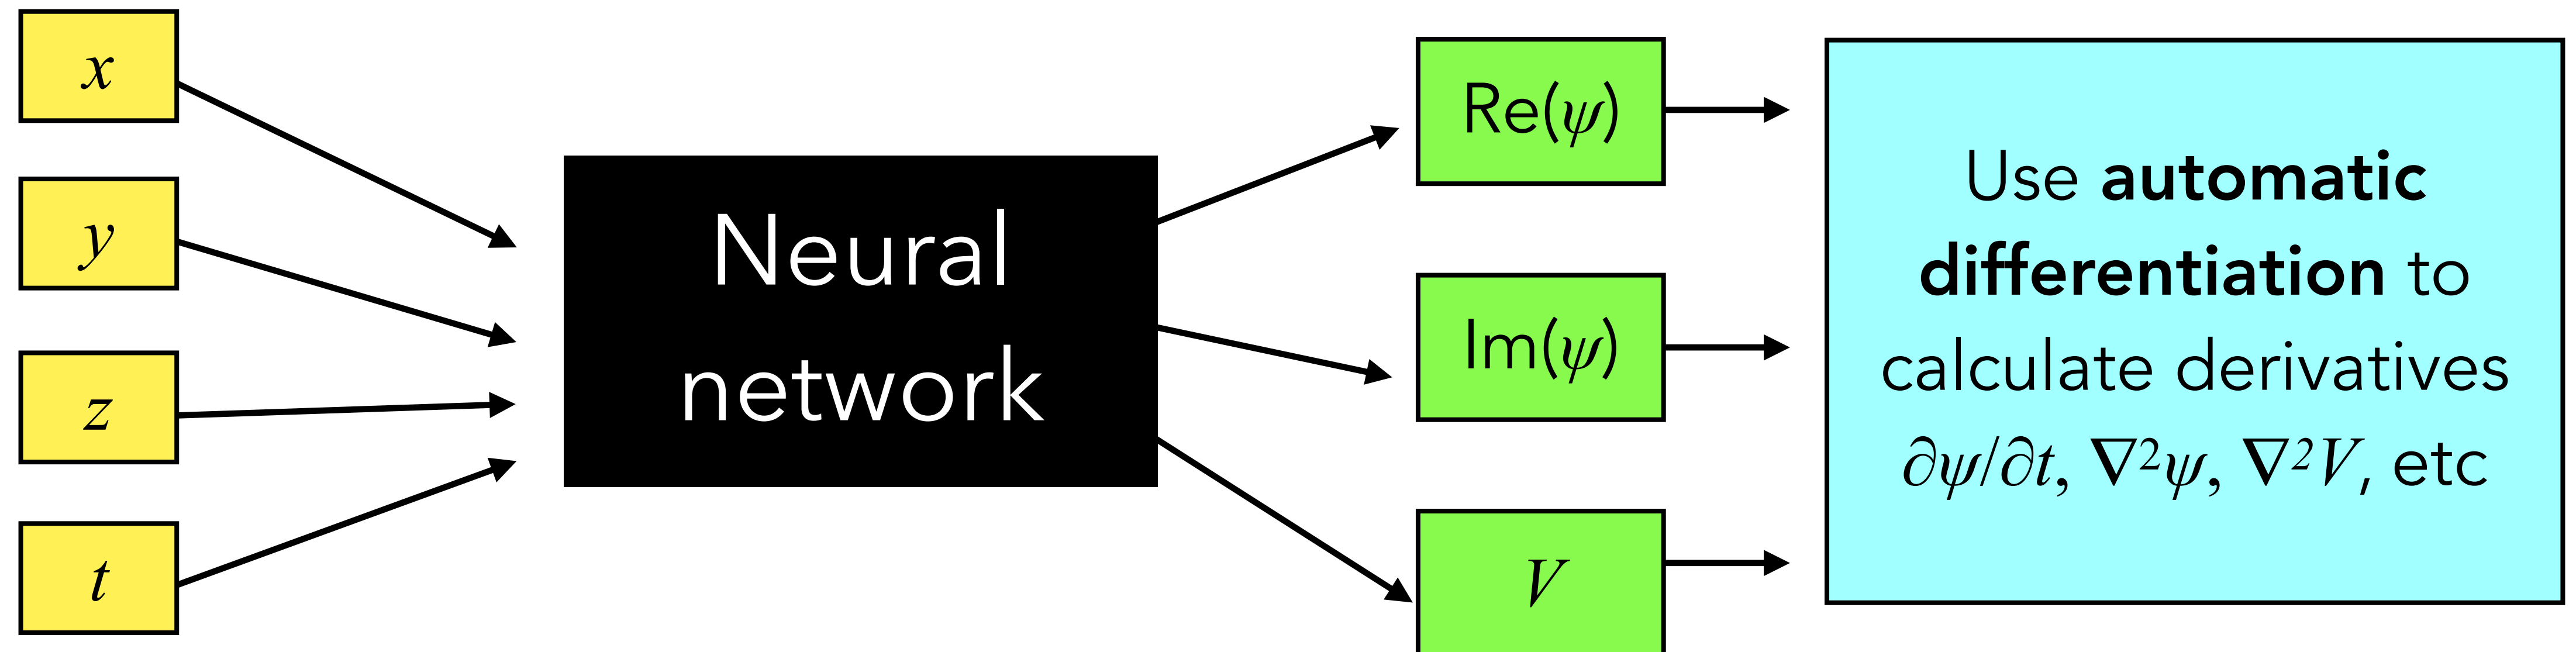 x
y
z
t
Neural
network
Re(ψ)
Im(ψ)
V
Use automatic
differentiation to
calculate derivatives
∂ψ/∂t, ∇²ψ, ∇²V, etc